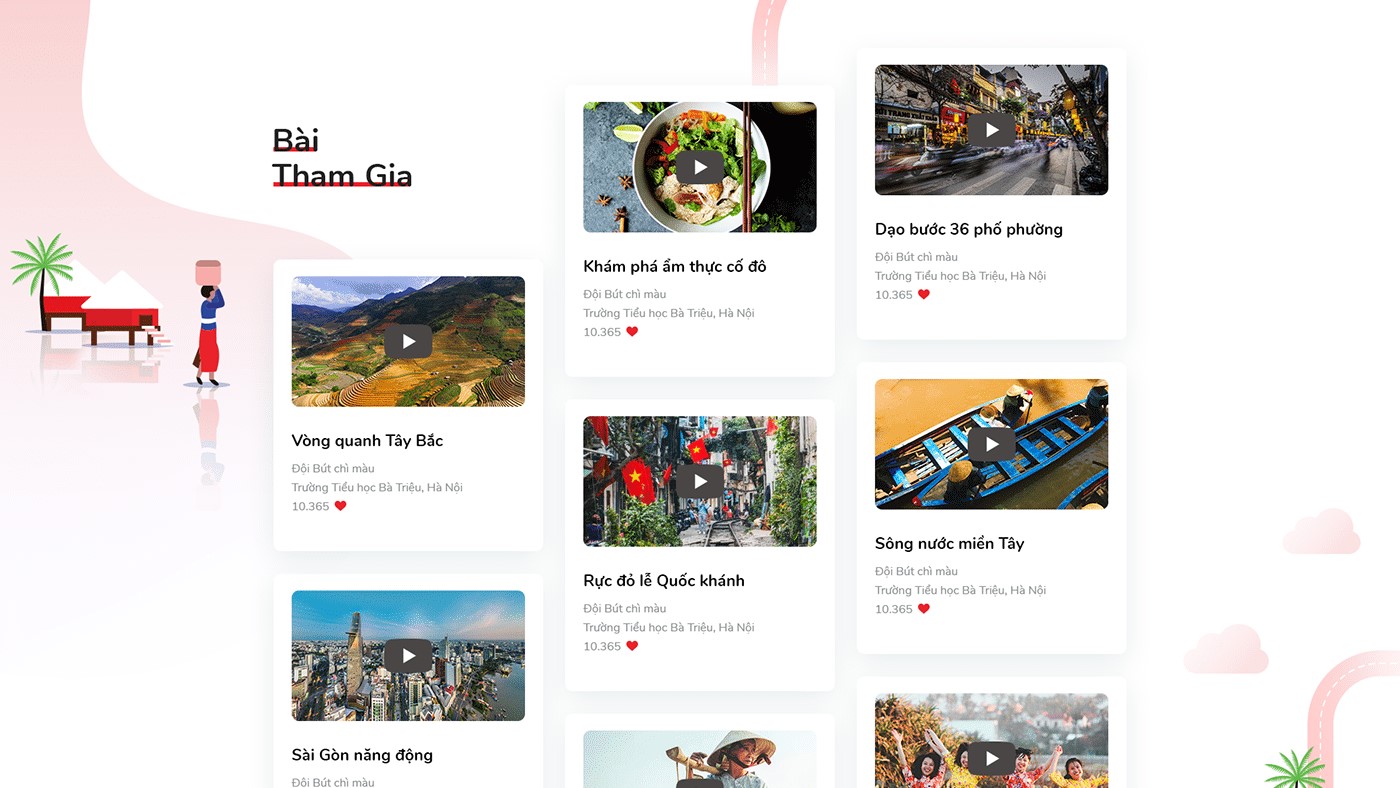 Bài
Tham Gia
Vòng quanh Tây Bắc
Đội Bút chì màu
Trường Tiểu học Bà Triệu, Hà Nội
10.365
Sài Gòn năng động
Đội Bút chì màu
Khám phá ẩm thực cố đô
Đội Bút chì màu
Trường Tiểu học Bà Triệu, Hà Nội
10.365
Rực đỏ lễ Quốc khánh
Đội Bút chì màu
Trường Tiểu học Bà Triệu, Hà Nội
10.365
Dạo bước 36 phố phường
Đội Bút chì màu
Trường Tiểu học Bà Triệu, Hà Nội
10.365
Sông nước miền Tây
Đội Bút chì màu
Trường Tiểu học Bà Triệu, Hà Nội
10.365